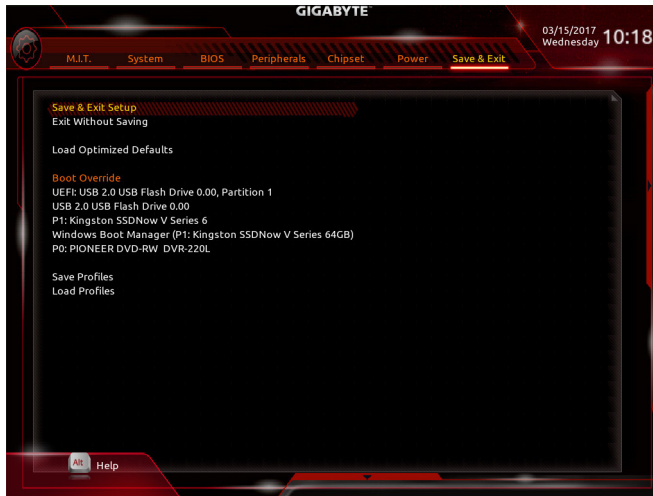 GIGABYTE
03/15/2017
Wednesday 10:18
M.I.T. System BIOS Peripherals Chipset Power Save & Exit
Save & Exit Setup
Exit Without Saving
Load Optimized Defaults
Boot Override
UEFI: USB 2.0 USB Flash Drive 0.00, Partition 1
USB 2.0 USB Flash Drive 0.00
P1: Kingston SSDNow V Series 6
Windows Boot Manager (P1: Kingston SSDNow V Series 64GB)
P0: PIONEER DVD-RW DVR-220L
Save Profiles
Load Profiles
Alt Help